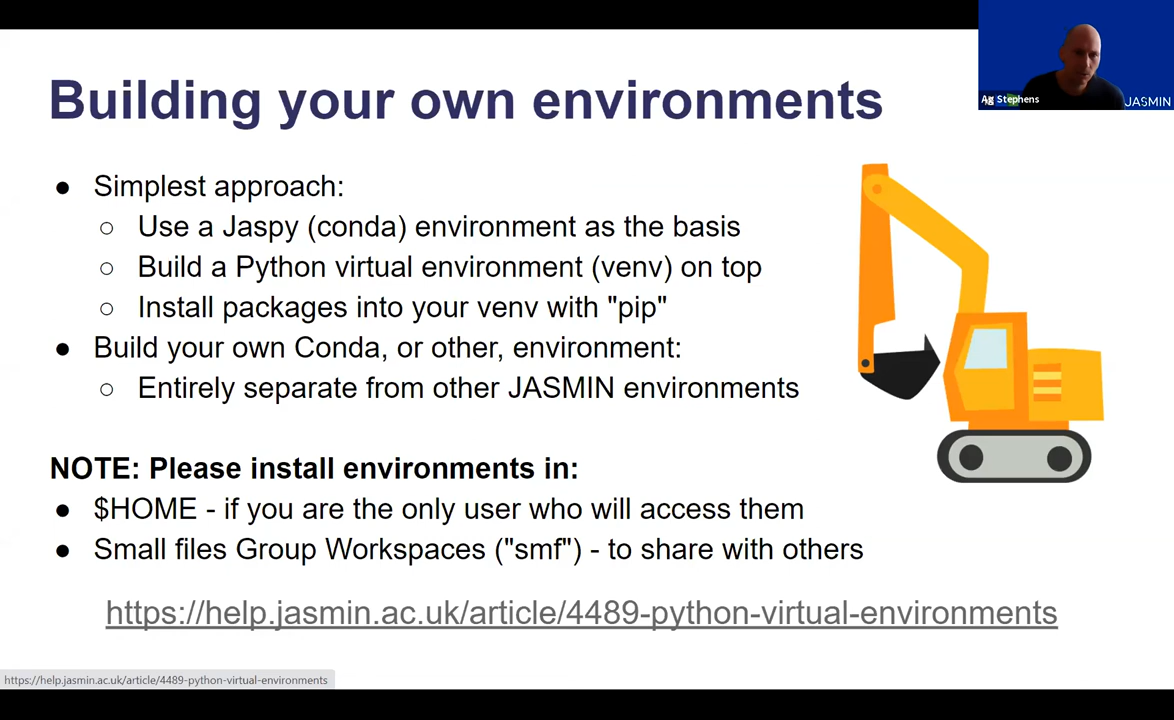 Building your own environments
Ag Stephens
JASMIN
● Simplest approach:
○ Use a Jaspy (conda) environment as the basis
○ Build a Python virtual environment (venv) on top
○ Install packages into your venv with "pip"
● Build your own Conda, or other, environment:
○ Entirely separate from other JASMIN environments
NOTE: Please install environments in:
● $HOME - if you are the only user who will access them
● Small files Group Workspaces ("smf") - to share with others
https://help.jasmin.ac.uk/article/4489-python-virtual-environments
https://help.jasmin.ac.uk/article/4489-python-virtual-environments